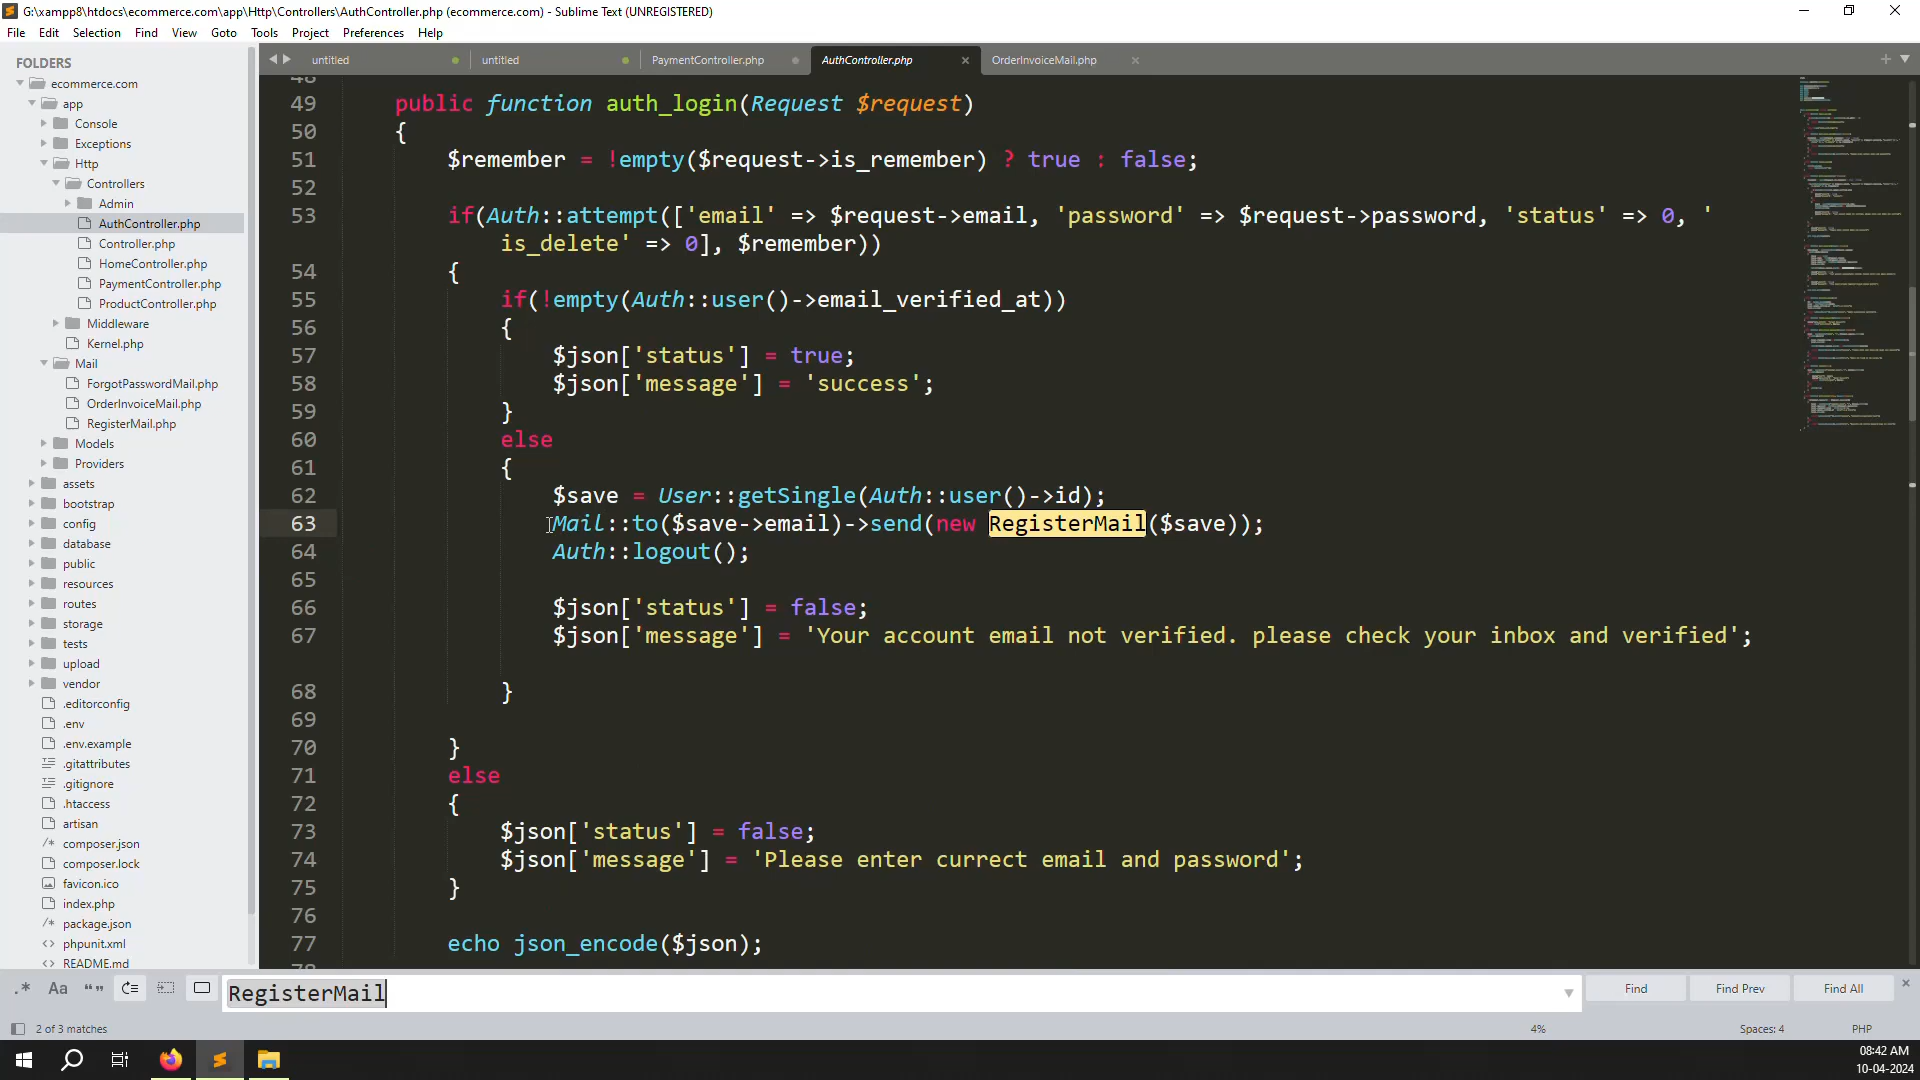 G:\xampp8\htdocs\ecommerce.com\app\Http\Controllers\AuthController.php (ecommerce.com) - Sublime Text (UNREGISTERED)
File Edit Selection Find View Goto Tools Project Preferences Help
FOLDERS
ecommerce.com
app
Console
Exceptions
Http
Controllers
Admin
AuthController.php
Controller.php
HomeController.php
PaymentController.php
ProductController.php
Middleware
Kernel.php
Mail
ForgotPasswordMail.php
OrderInvoiceMail.php
RegisterMail.php
Models
Providers
assets
bootstrap
config
database
public
resources
routes
storage
tests
upload
vendor
.editorconfig
.env
.env.example
.gitattributes
.gitignore
.htaccess
artisan
composer.json
composer.lock
favicon.ico
index.php
package.json
phpunit.xml
README.md
untitled untitled PaymentController.php AuthController.php OrderInvoiceMail.php
48
49 public function auth_login(Request $request)
50 {
51 $remember = !empty($request->is_remember) ? true : false;
52
53 if(Auth::attempt(['email' => $request->email, 'password' => $request->password, 'status' => 0, '
is_delete' => 0], $remember))
54 {
55 if(!empty(Auth::user()->email_verified_at))
56 {
57 $json['status'] = true;
58 $json['message'] = 'success';
59 }
60 else
61 {
62 $save = User::getSingle(Auth::user()->id);
63 Mail::to($save->email)->send(new RegisterMail($save));
64 Auth::logout();
65
66 $json['status'] = false;
67 $json['message'] = 'Your account email not verified. please check your inbox and verified';
68 }
69
70 }
71 else
72 {
73 $json['status'] = false;
74 $json['message'] = 'Please enter currect email and password';
75 }
76
77 echo json_encode($json);
.* Aa “” RegisterMail Find Find Prev Find All
2 of 3 matches 4% Spaces: 4 PHP
08:42 AM
10-04-2024